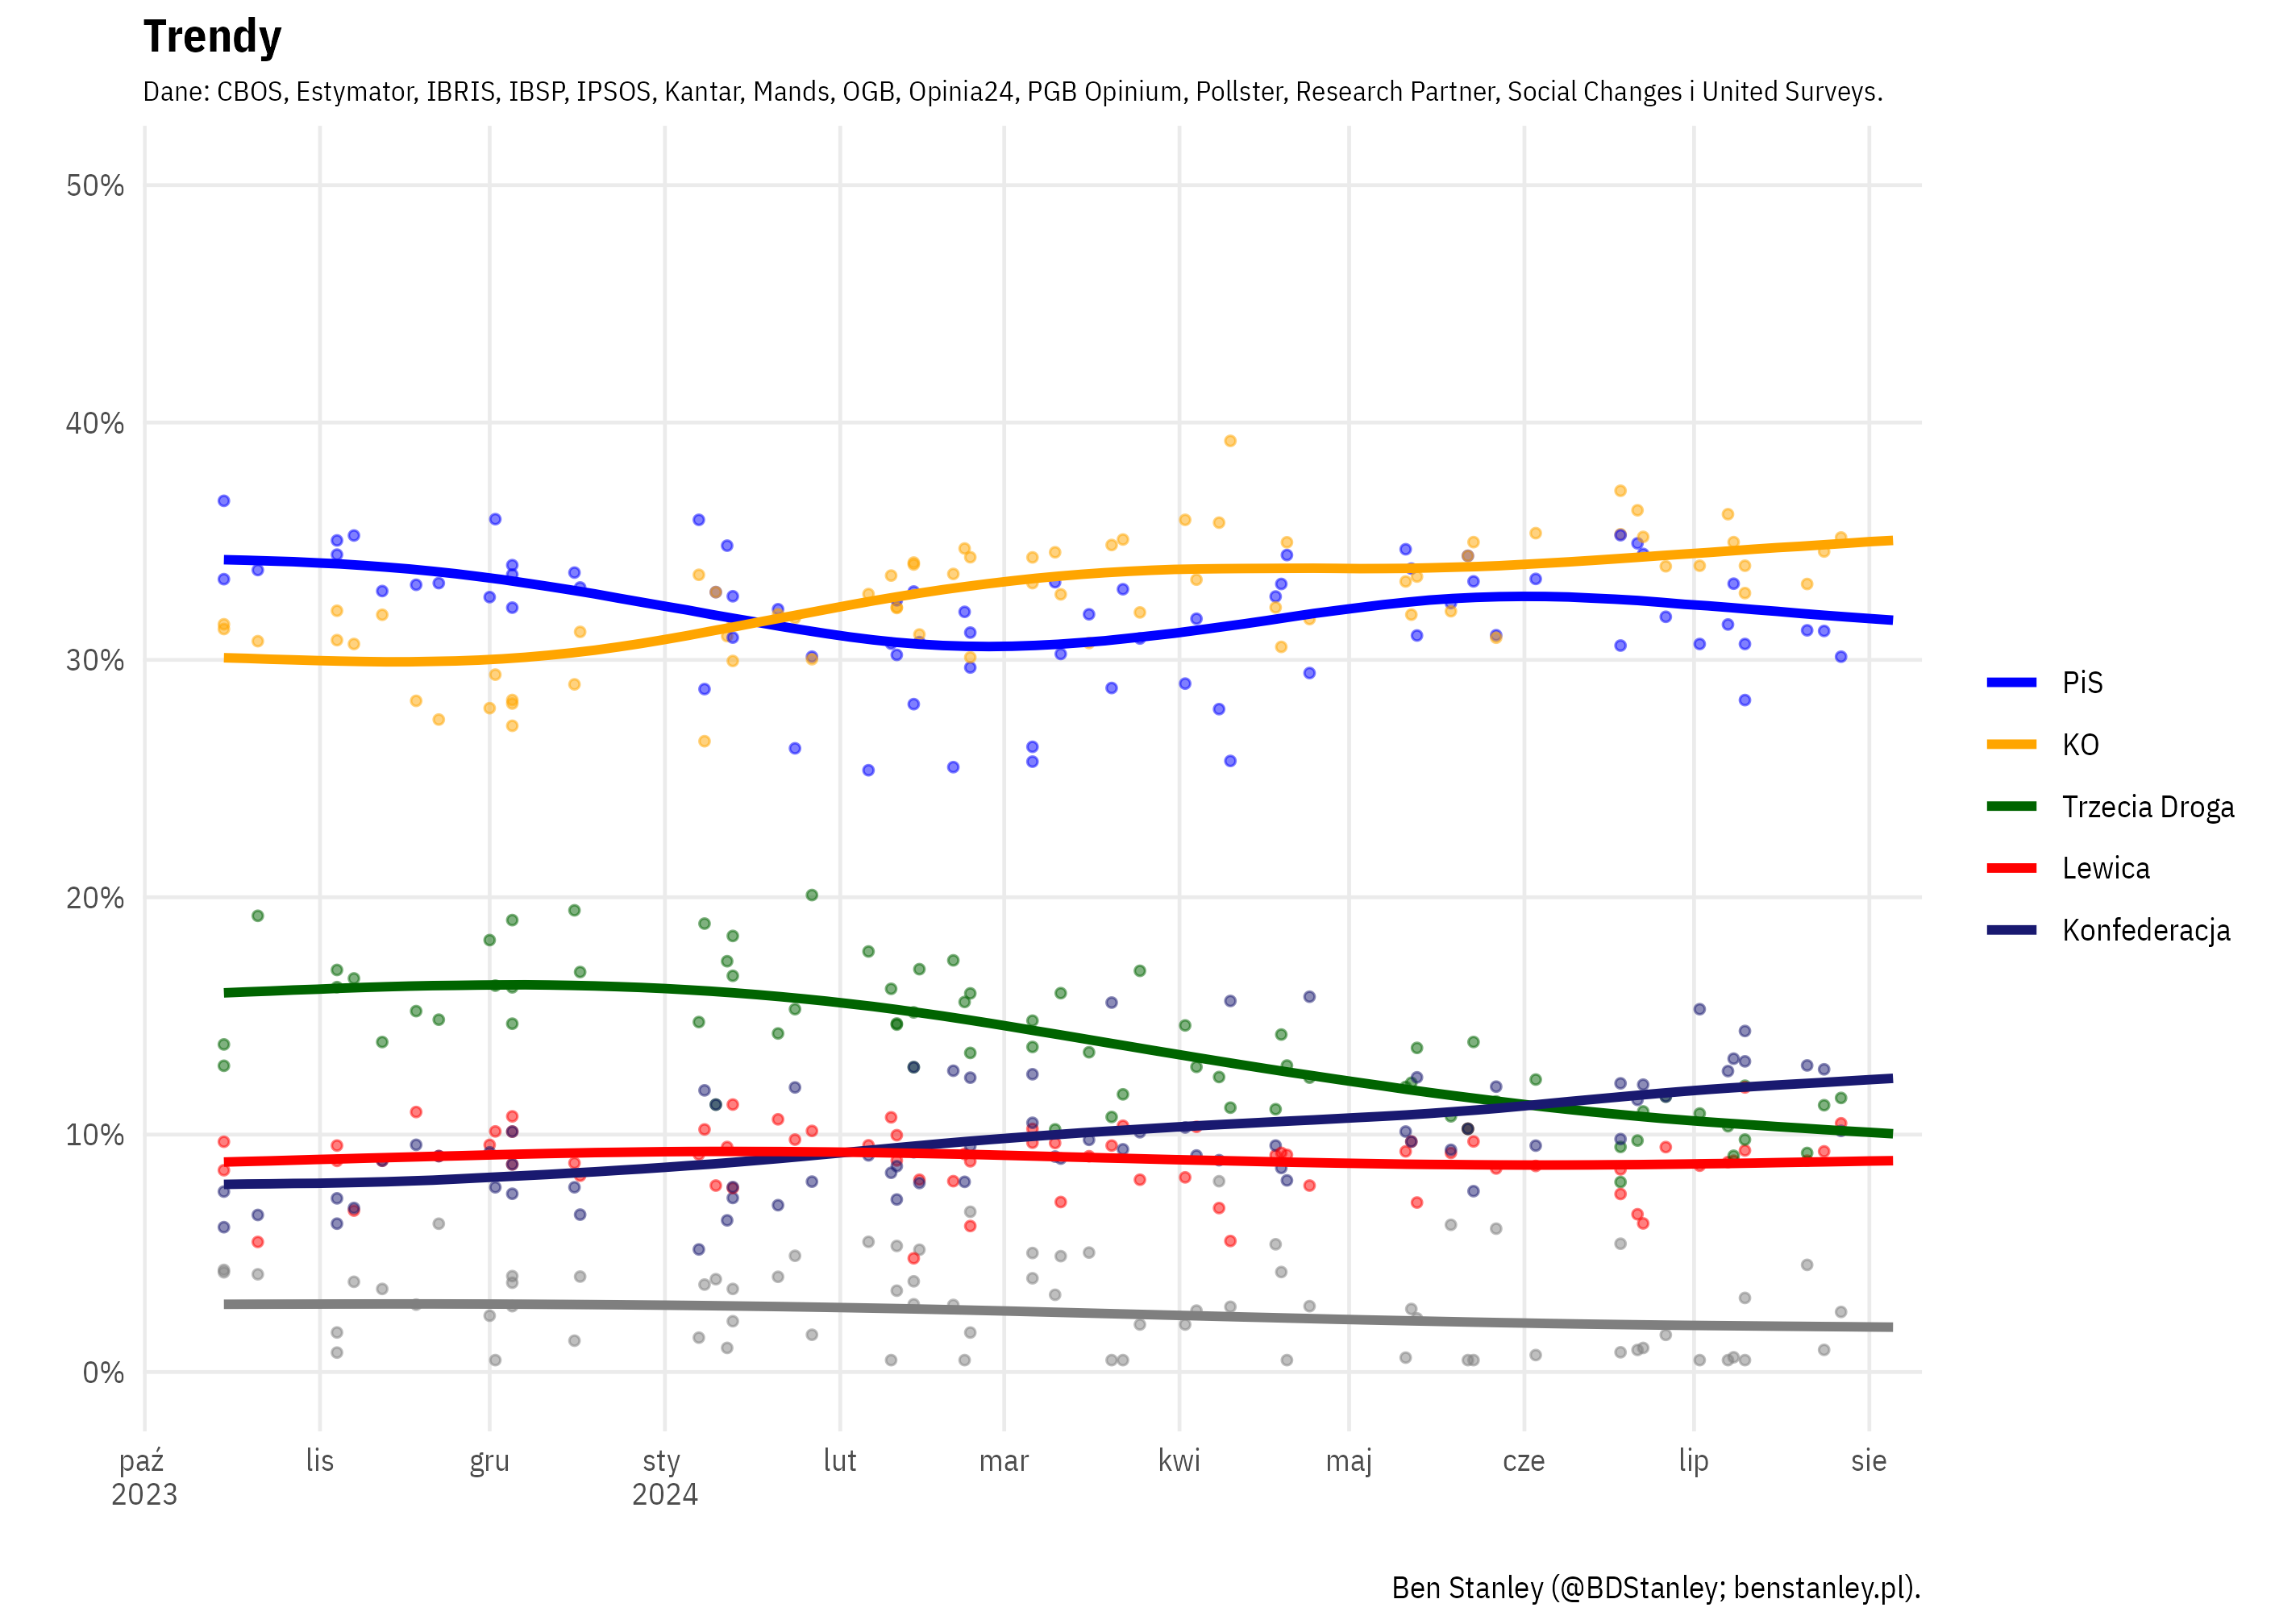 Trendy
Dane: CBOS, Estymator, IBRIS, IBSP, IPSOS, Kantar, Mands, OGB, Opinia24, PGB Opinium, Pollster, Research Partner, Social Changes i United Surveys.
50%
40%
30%
20%
10%
0%
paź lis gru sty lut mar kwi maj cze lip sie
2023 2024
PiS
KO
Trzecia Droga
Lewica
Konfederacja
Ben Stanley (@BDStanley; benstanley.pl).